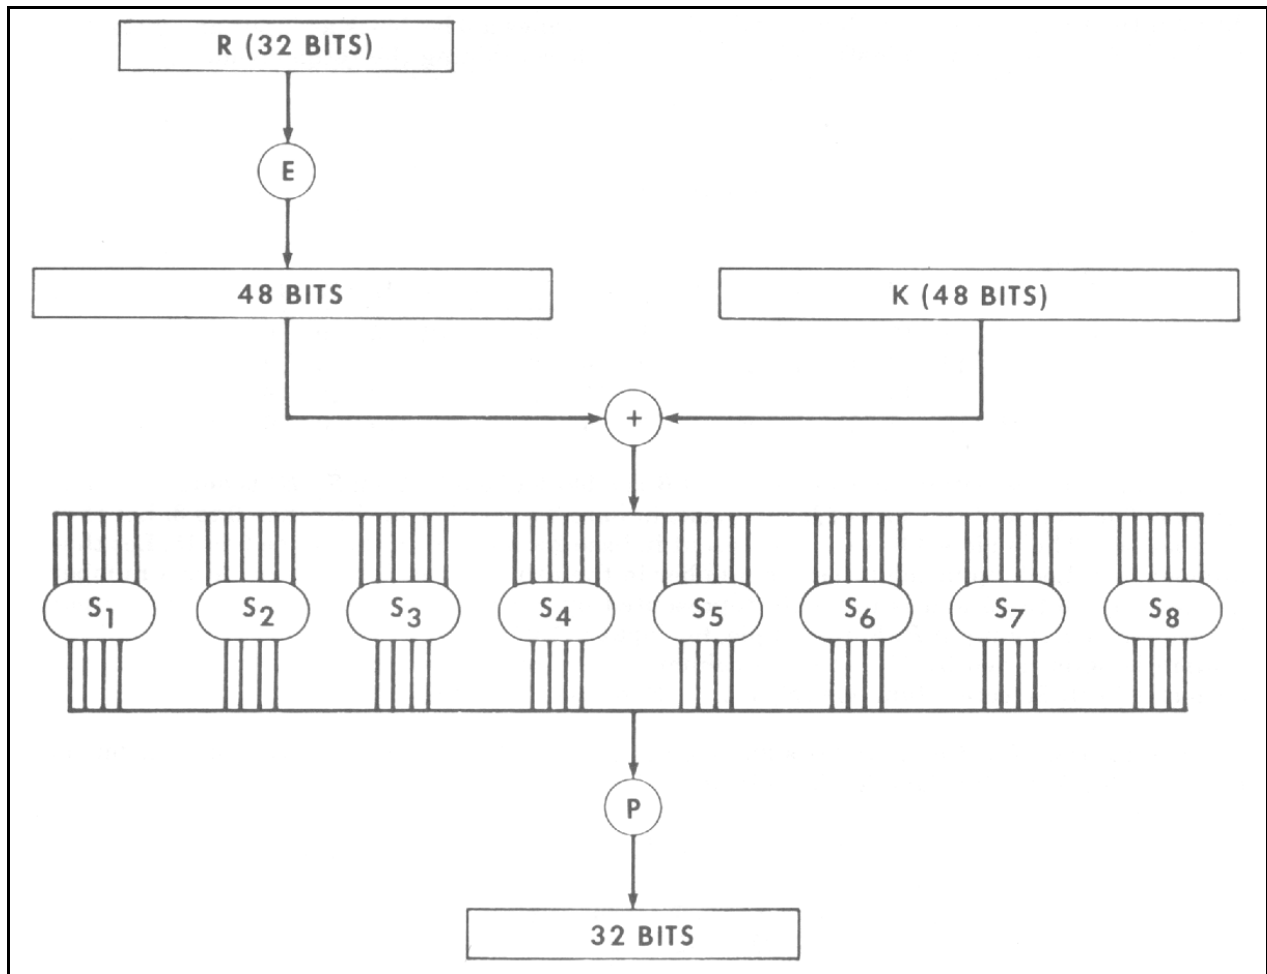 R (32 BITS)
E
48 BITS
K (48 BITS)
+
S1 S2 S3 S4 S5 S6 S7 S8
P
32 BITS